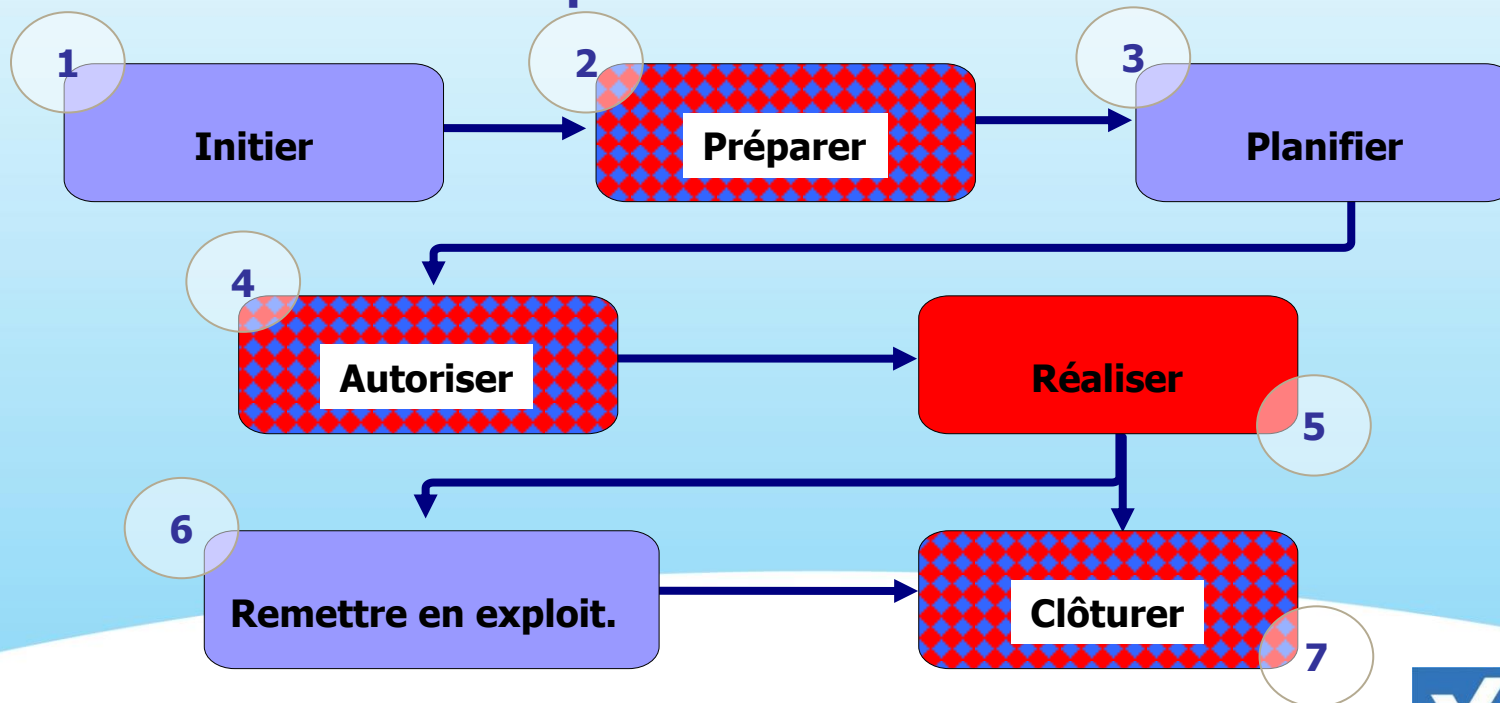 1
Initier
2
Préparer
3
Planifier
4
Autoriser
Réaliser
5
6
Remettre en exploit.
Clôturer
7